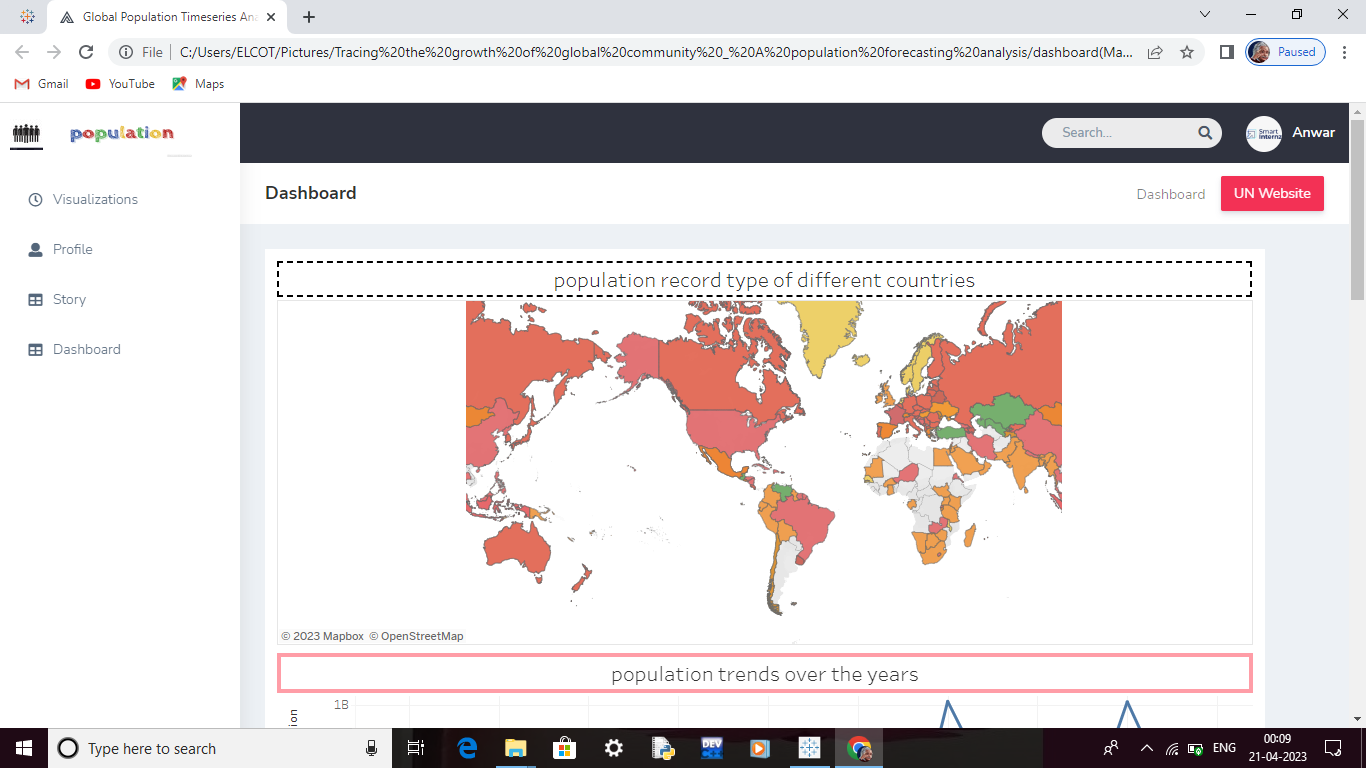 Global Population Timeseries Ana
File
C:/Users/ELCOT/Pictures/Tracing%20the%20growth%20of%20global%20community%20_%20A%20population%20forecasting%20analysis/dashboard(Ma...
Paused
Gmail
YouTube
Maps
population
Search...
Smart
Internz
Anwar
Visualizations
Profile
Story
Dashboard
Dashboard
Dashboard
UN Website
population record type of different countries
© 2023 Mapbox © OpenStreetMap
population trends over the years
1B
ion
Type here to search
DEV
ENG
00:09
21-04-2023